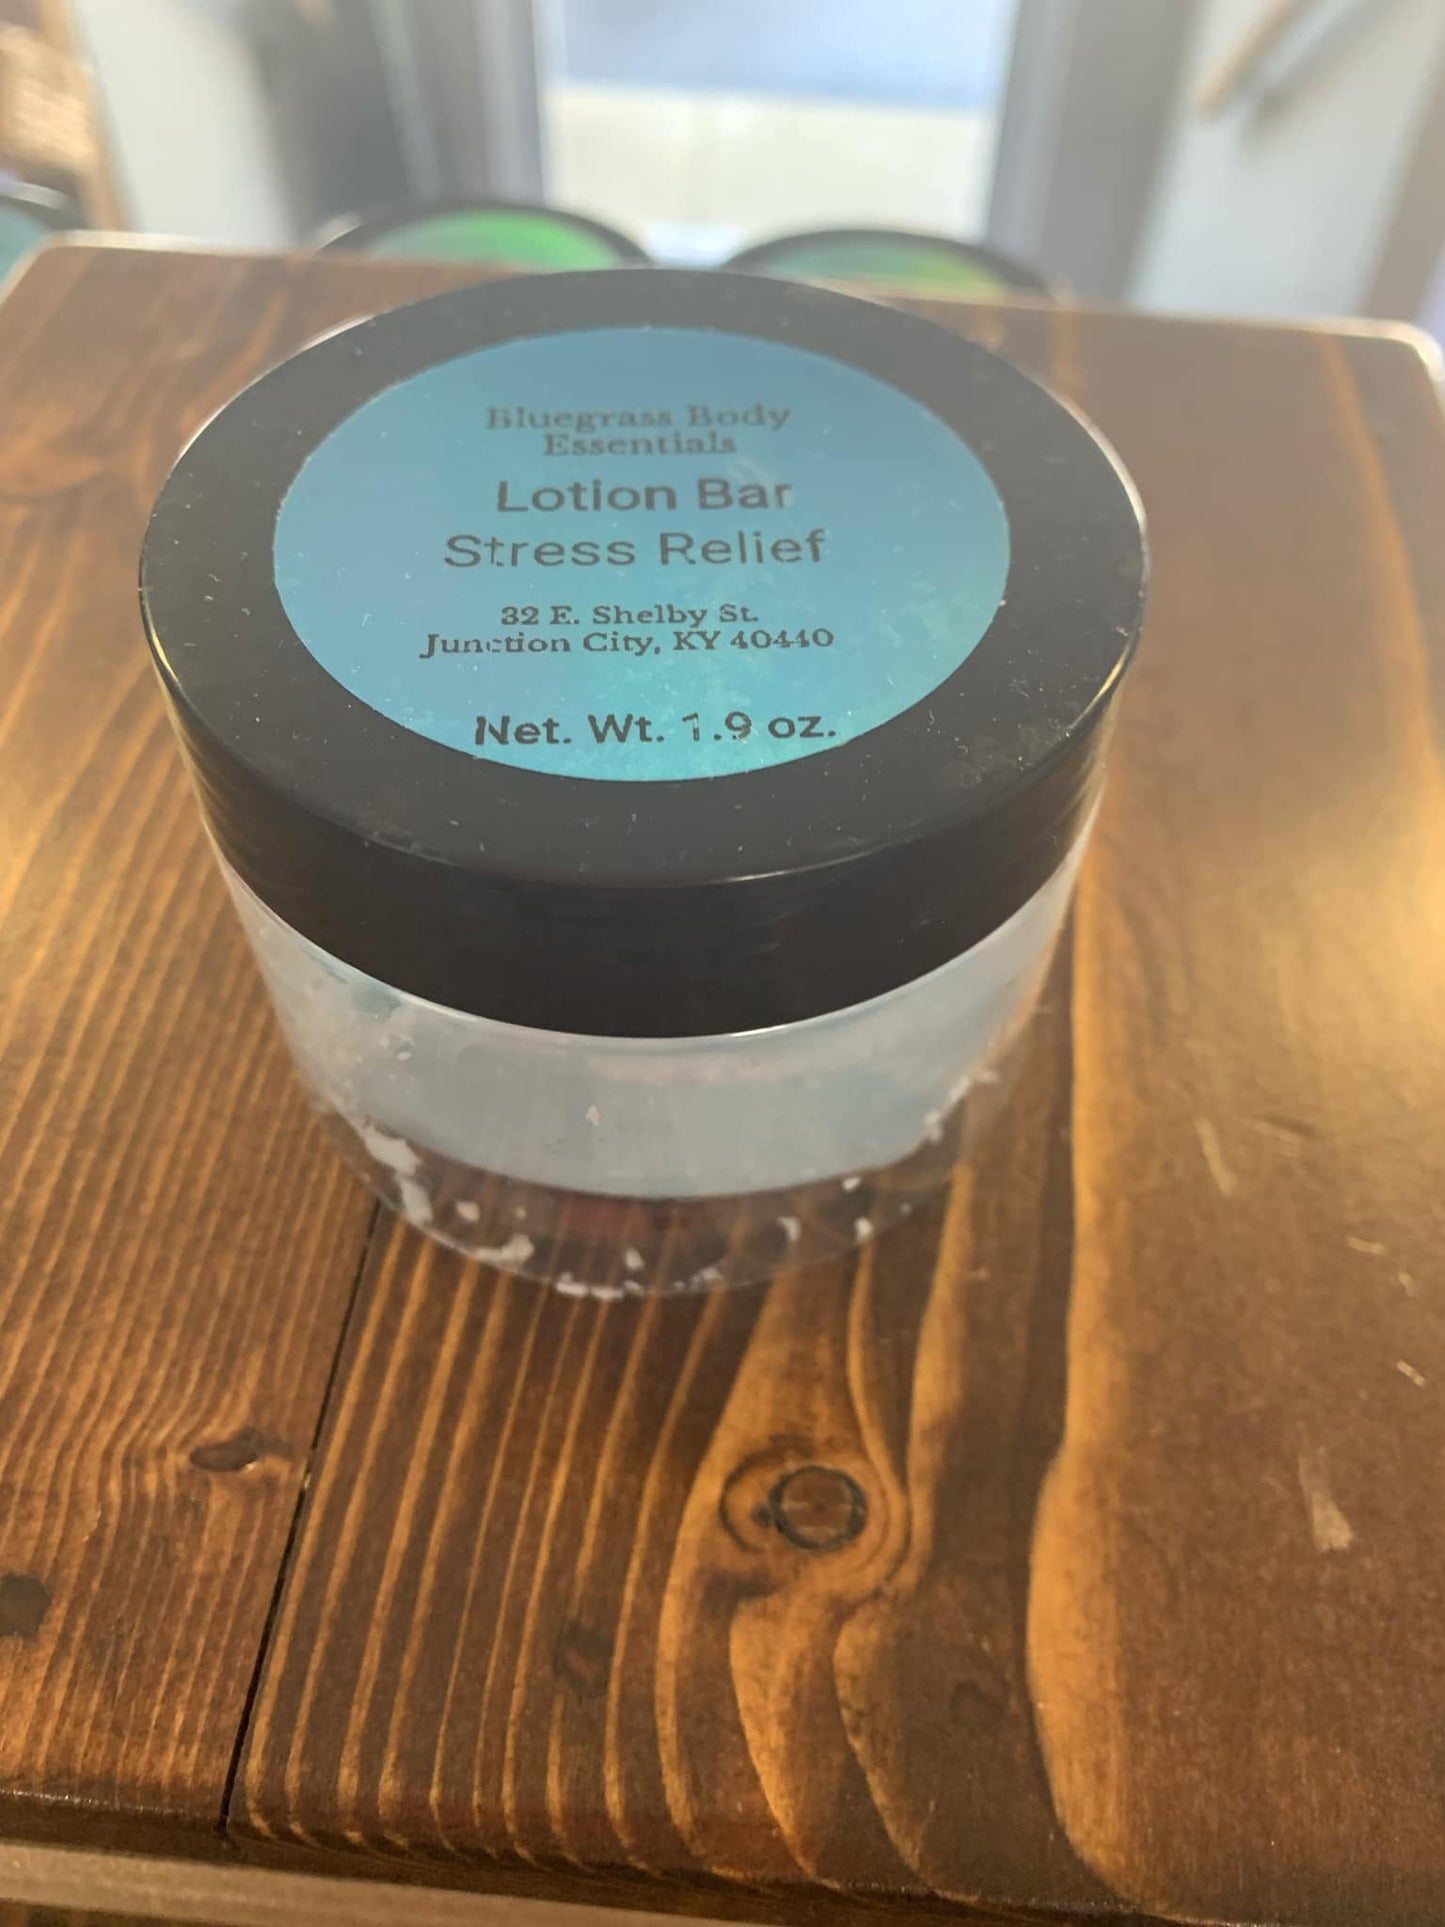 Bluegrass Body
Essentials
Lotion Bar
Stress Relief
32 E. Shelby St.
Junction City, KY 40440
Net. Wt. 1.9 oz.